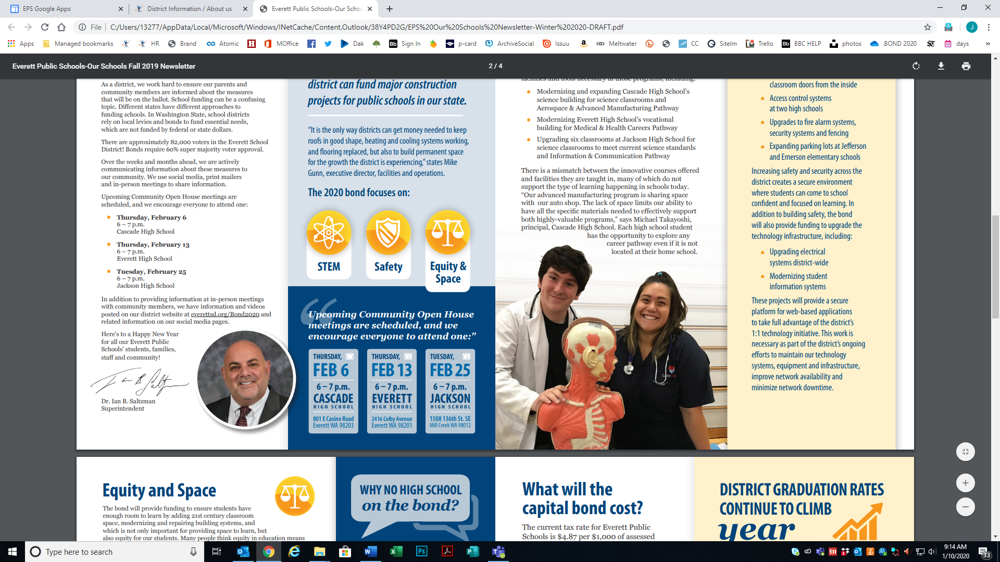 EPS Google Apps
District Information / About us
Everett Public Schools-Our Schoo
File
C:/Users/13277/AppData/Local/Microsoft/Windows/INetCache/Content.Outlook/38Y4PD2G/EPS%20Our%20Schools%20Newsletter-Winter%202020-DRAFT.pdf
J
Apps
Managed bookmarks
HR
Brand
Atomic
MOffice
Dak
Sign In
p-card
ArchiveSocial
Issuu
Meltwater
CC
SiteIm
Trello
BBC HELP
photos
.BOND 2020
days
Everett Public Schools-Our Schools Fall 2019 Newsletter
2 / 4
As a district, we work hard to ensure our parents and
community members are informed about the measures
that will be on the ballot. School funding can be a confusing
topic. Different states have different approaches to
funding schools. In Washington State, school districts
rely on local levies and bonds to fund essential needs,
which are not funded by federal or state dollars.
There are approximately 82,000 voters in the Everett School
District! Bonds require 60% super majority voter approval.
Over the weeks and months ahead, we are actively
communicating information about these measures to
our community. We use social media, print mailers
and in-person meetings to share information.
Upcoming Community Open House meetings are
scheduled, and we encourage everyone to attend one:
Thursday, February 6
6 – 7 p.m.
Cascade High School
Thursday, February 13
6 – 7 p.m.
Everett High School
Tuesday, February 25
6 – 7 p.m.
Jackson High School
In addition to providing information at in-person meetings
with community members, we have information and videos
posted on our district website at everettsd.org/Bond2020 and
related information on our social media pages.
Here's to a Happy New Year
for all our Everett Public
Schools' students, families,
staff and community!
Ian B. Saltzman
Dr. Ian B. Saltzman
Superintendent
district can fund major construction
projects for public schools in our state.
“It is the only way districts can get money needed to keep
roofs in good shape, heating and cooling systems working,
and flooring replaced, but also to build permanent space
for the growth the district is experiencing,” states Mike
Gunn, executive director, facilities and operations.
The 2020 bond focuses on:
STEM
Safety
Equity &
Space
“
Upcoming Community Open House
meetings are scheduled, and we
encourage everyone to attend one:"
THURSDAY,
FEB 6
6 – 7 p.m.
CASCADE
HIGH SCHOOL
801 E Casino Road
Everett WA 98203
THURSDAY,
FEB 13
6 – 7 p.m.
EVERETT
HIGH SCHOOL
2416 Colby Avenue
Everett WA 98201
TUESDAY,
FEB 25
6 – 7 p.m.
JACKSON
HIGH SCHOOL
1508 136th St. SE
Mill Creek WA 98012
facilities and tools necessary in those programs, including:
Modernizing and expanding Cascade High School’s
science building for science classrooms and
Aerospace & Advanced Manufacturing Pathway
Modernizing Everett High School’s vocational
building for Medical & Health Careers Pathway
Upgrading six classrooms at Jackson High School for
science classrooms to meet current science standards
and Information & Communication Pathway
There is a mismatch between the innovative courses offered
and facilities they are taught in, many of which do not
support the type of learning happening in schools today.
“Our advanced manufacturing program is sharing space
with our auto shop. The lack of space limits our ability to
have all the specific materials needed to effectively support
both highly-valuable programs,” says Michael Takayoshi,
principal, Cascade High School. Each high school student
has the opportunity to explore any
career pathway even if it is not
located at their home school.
classroom doors from the inside
Access control systems
at two high schools
Upgrades to fire alarm systems,
security systems and fencing
Expanding parking lots at Jefferson
and Emerson elementary schools
Increasing safety and security across the
district creates a secure environment
where students can come to school
confident and focused on learning. In
addition to building safety, the bond
will also provide funding to upgrade the
technology infrastructure, including:
Upgrading electrical
systems district-wide
Modernizing student
information systems
These projects will provide a secure
platform for web-based applications
to take full advantage of the district’s
1:1 technology initiative. This work is
necessary as part of the district’s ongoing
efforts to maintain our technology
systems, equipment and infrastructure,
improve network availability and
minimize network downtime.
Equity and Space
The bond will provide funding to ensure students have
enough room to learn by adding 21st century classroom
space, modernizing and repairing building systems, and
which is not only important for providing space to learn, but
also equity for our students. Many people think equity in education means
WHY NO HIGH SCHOOL
on the bond?
What will the
capital bond cost?
The current tax rate for Everett Public
Schools is $4.87 per $1,000 of assessed
DISTRICT GRADUATION RATES
CONTINUE TO CLIMB
year
Type here to search
9:14 AM
1/10/2020
33